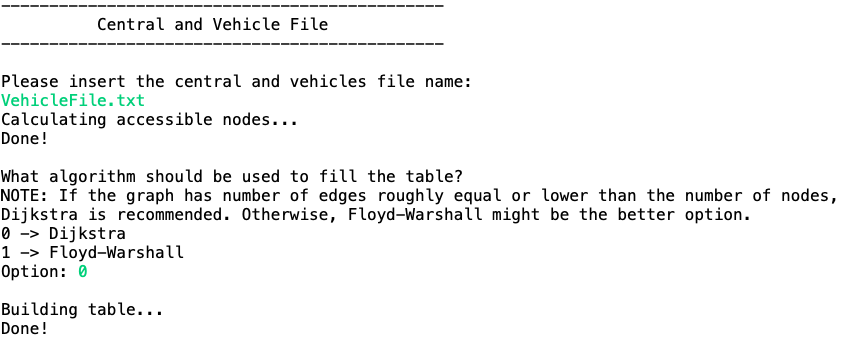 ----------------------------------------------
Central and Vehicle File
----------------------------------------------
Please insert the central and vehicles file name:
VehicleFile.txt
Calculating accessible nodes...
Done!
What algorithm should be used to fill the table?
NOTE: If the graph has number of edges roughly equal or lower than the number of nodes,
Dijkstra is recommended. Otherwise, Floyd-Warshall might be the better option.
0 -> Dijkstra
1 -> Floyd-Warshall
Option: 0
Building table...
Done!